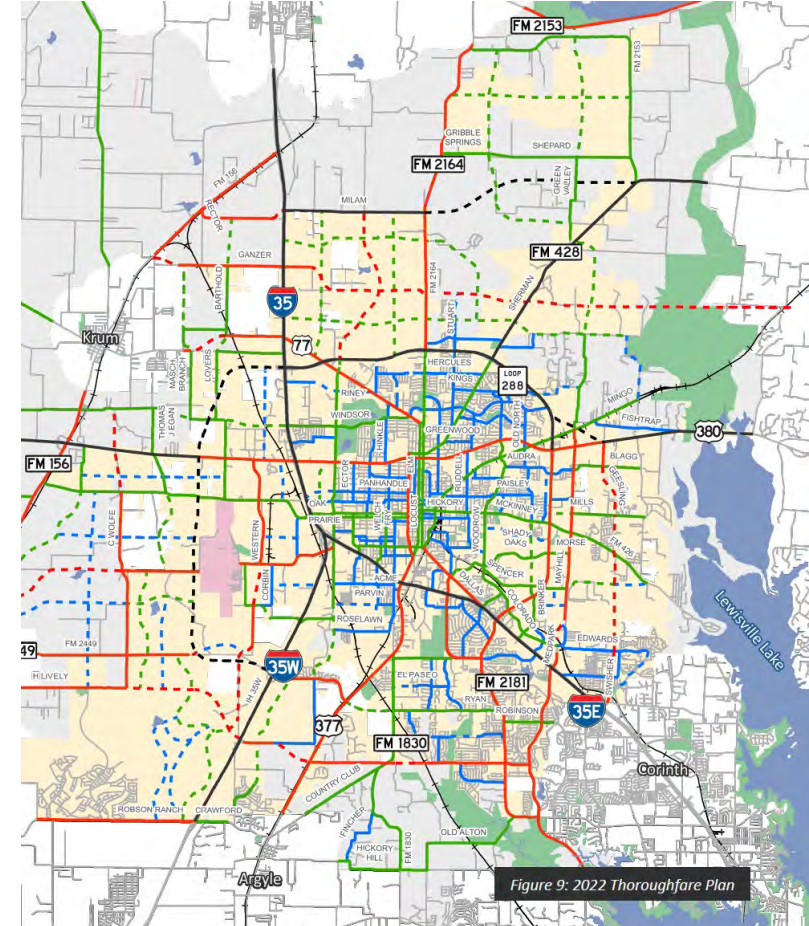 FM 2153
FM 2153
GRIBBLE
SPRINGS
SHEPARD
FM 2164
GREEN
VALLEY
FM 156
RECTOR
MILAM
FM 428
GANZER
BARTHOLD
FM 2164
SHERMAN
35
STUART
Krum
77
MASCH
BRANCH
LOVERS
HERCULES
KINGS
LOOP
288
RINEY
WINDSOR
HINKLE
GREENWOOD
OLD NORTH
MINGO
FISHTRAP
380
THOMAS
J EGAN
FM 156
ECTOR
ELM
RUDDELL
AUDRA
BLAGG
GEESLING
PANHANDLE
PAISLEY
C WOLFE
OAK
HICKORY
MCKINNEY
MILLS
PRAIRIE
WELCH
FRY
LOCUST
WOODROW
SHADY
OAKS
MORSE
FM 426
WESTERN
CORBIN
ACME
PARVIN
DALLAS
SPENCER
COLORADO
BRINKER
MAYHILL
ROSELAWN
Lewisville Lake
FM 2449
49
H LIVELY
35W
IH 35W
EL PASEO
MEDPARK
EDWARDS
SWISHER
RYAN
FM 2181
ROBINSON
35E
377
FM 1830
Corinth
COUNTRY CLUB
ROBSON RANCH
CRAWFORD
FINCHER
OLD ALTON
HICKORY
HILL
FM 1830
Argyle
Figure 9: 2022 Thoroughfare Plan